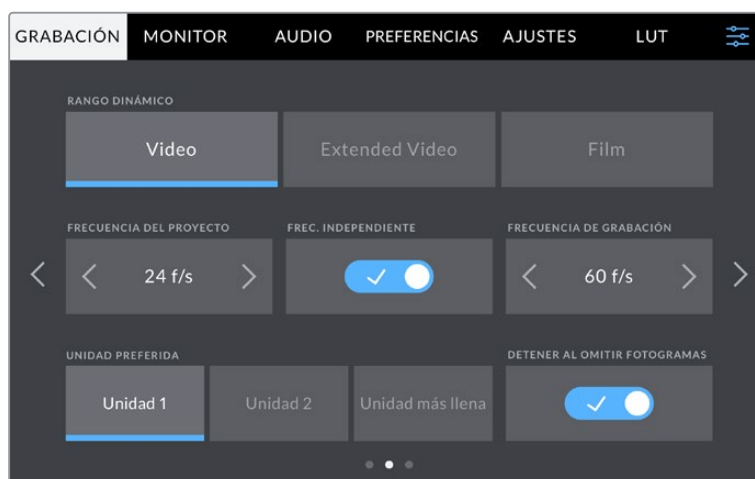 GRABACIÓN MONITOR AUDIO PREFERENCIAS AJUSTES LUT
RANGO DINÁMICO
Video Extended Video Film
FRECUENCIA DEL PROYECTO FREC. INDEPENDIENTE FRECUENCIA DE GRABACIÓN
24 f/s 60 f/s
UNIDAD PREFERIDA DETENER AL OMITIR FOTOGRAMAS
Unidad 1 Unidad 2 Unidad más llena